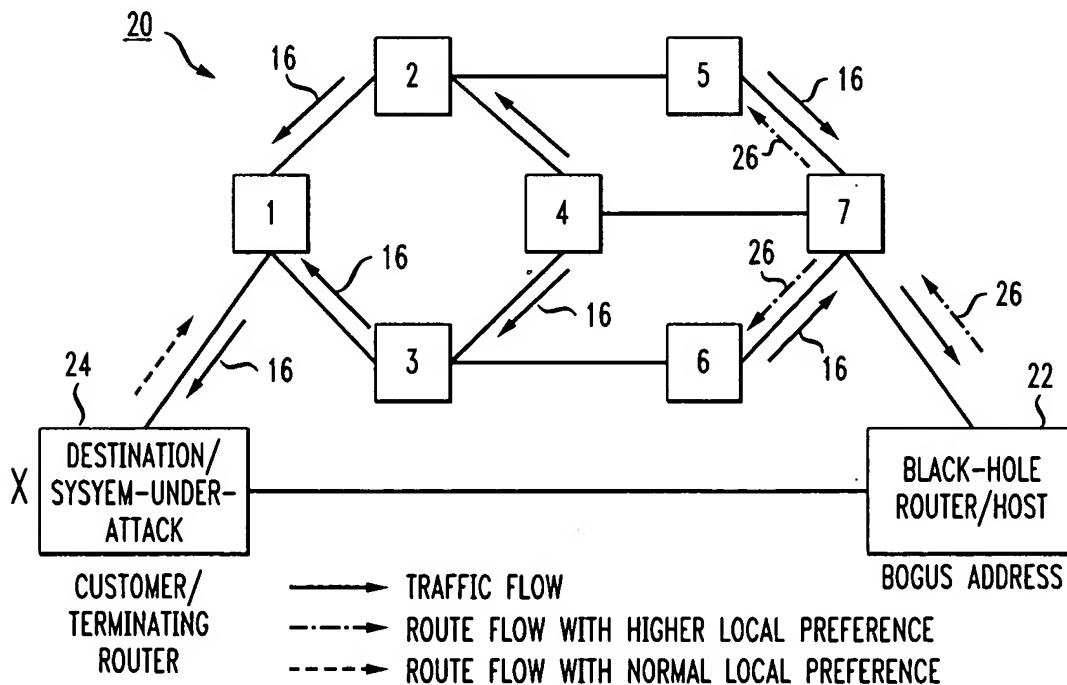 20
16
2
5
16
26
1
4
7
16
26
26
16
3
6
16
24
16
22
X
DESTINATION/
SYSYEM-UNDER-
ATTACK
BLACK-HOLE
ROUTER/HOST
CUSTOMER/
TERMINATING
ROUTER
BOGUS ADDRESS
TRAFFIC FLOW
ROUTE FLOW WITH HIGHER LOCAL PREFERENCE
ROUTE FLOW WITH NORMAL LOCAL PREFERENCE